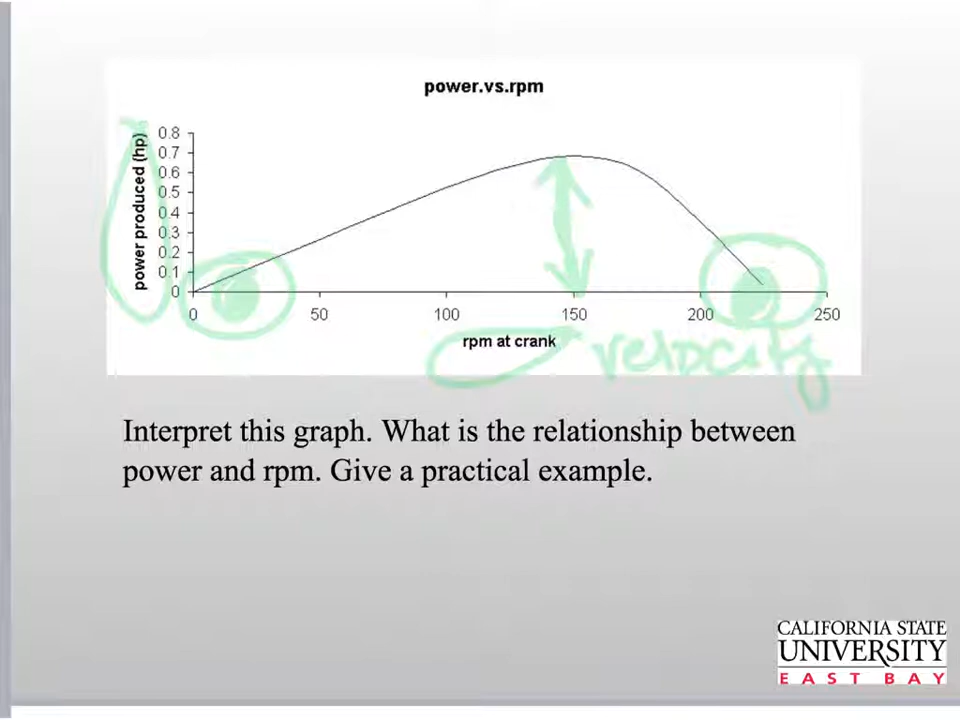 power.vs.rpm
power produced (hp)
0.8
0.7
0.6
0.5
0.4
0.3
0.2
0.1
0
0 50 100 150 200 250
rpm at crank
velocity
Interpret this graph. What is the relationship between
power and rpm. Give a practical example.
CALIFORNIA STATE
UNIVERSITY
EAST BAY